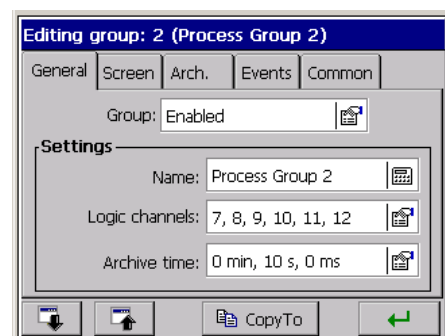 Editing group: 2 (Process Group 2)
General Screen Arch. Events Common
Group: Enabled
Settings
Name: Process Group 2
Logic channels: 7, 8, 9, 10, 11, 12
Archive time: 0 min, 10 s, 0 ms
CopyTo